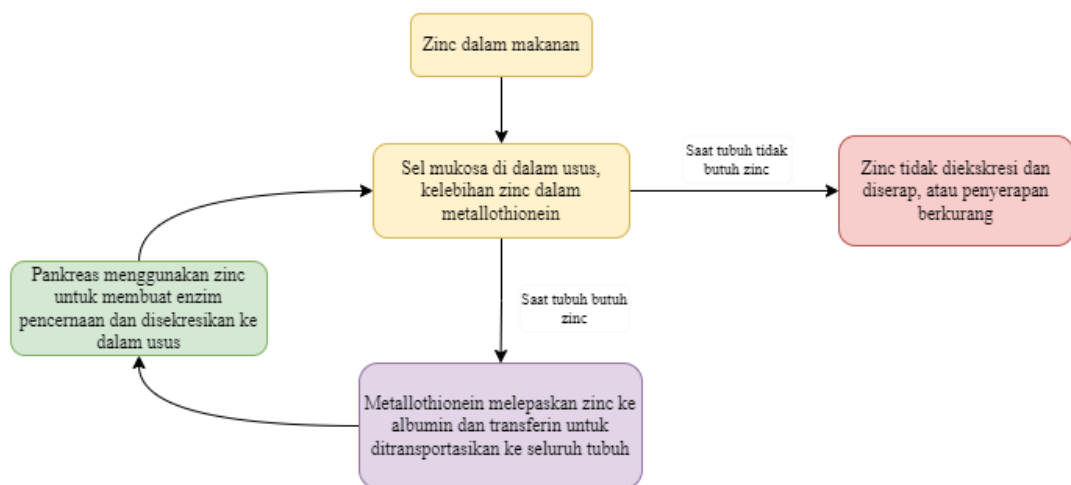 Zinc dalam makanan
Sel mukosa di dalam usus,
kelebihan zinc dalam
metallothionein
Saat tubuh tidak
butuh zinc
Zinc tidak diekskresi dan
diserap, atau penyerapan
berkurang
Pankreas menggunakan zinc
untuk membuat enzim
pencernaan dan disekresikan ke
dalam usus
Saat tubuh butuh
zinc
Metallothionein melepaskan zinc ke
albumin dan transferin untuk
ditransportasikan ke seluruh tubuh